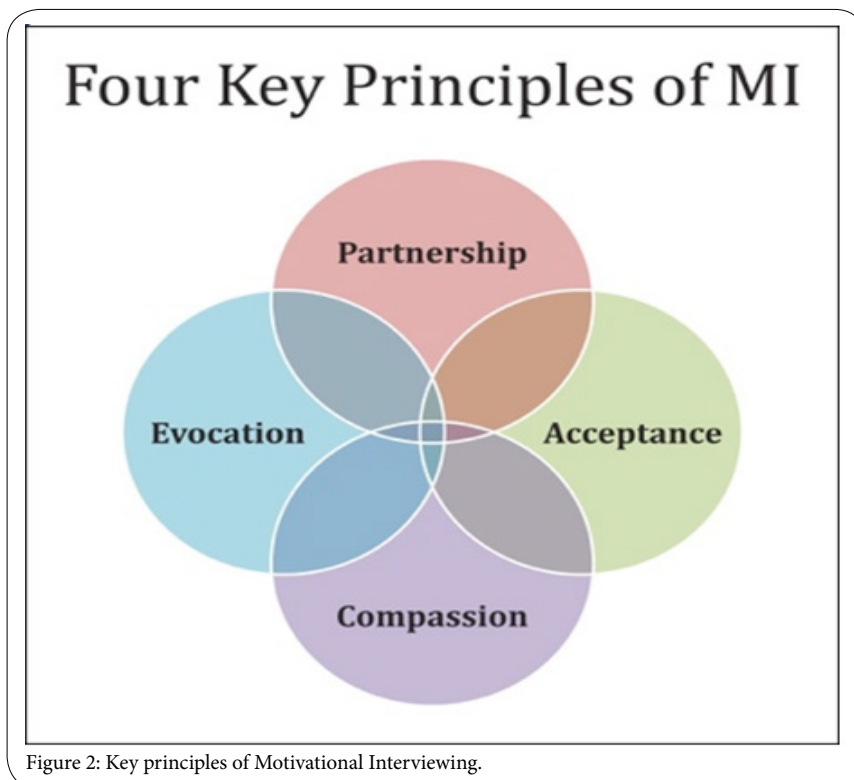 Four Key Principles of MI
Partnership
Evocation
Acceptance
Compassion
Figure 2: Key principles of Motivational Interviewing.